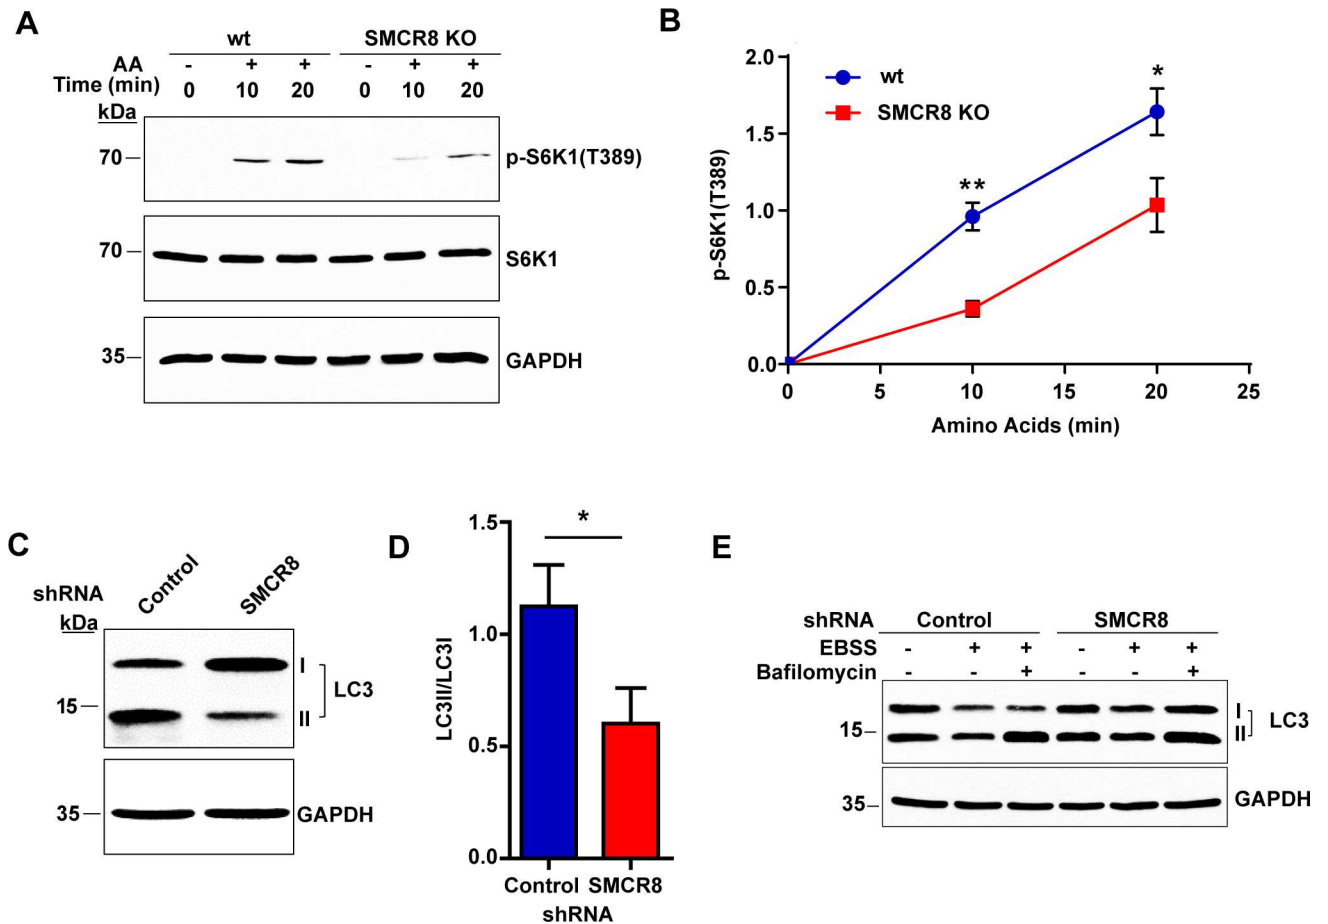 A
wt SMCR8 KO
AA - + + - + +
Time (min) 0 10 20 0 10 20
kDa
70 p-S6K1(T389)
70 S6K1
35 GAPDH
B
wt
SMCR8 KO
p-S6K1(T389)
2.0
1.5
1.0
0.5
0.0
** *
0 5 10 15 20 25
Amino Acids (min)
C
shRNA Control SMCR8
kDa
I
15 LC3
II
35 GAPDH
D
LC3II/LC3I
1.5
1.0
0.5
0.0
*
Control SMCR8
shRNA
E
shRNA Control SMCR8
EBSS - + + - + +
Bafilomycin - - + - - +
I
15 LC3
II
35 GAPDH